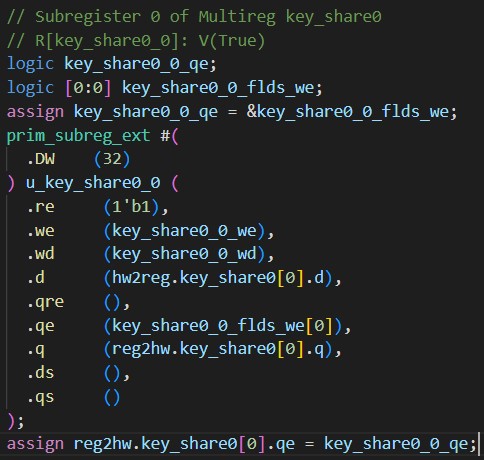 // Subregister 0 of Multireg key_share0
// R[key_share0_0]: V(True)
logic key_share0_0_qe;
logic [0:0] key_share0_0_flds_we;
assign key_share0_0_qe = &key_share0_0_flds_we;
prim_subreg_ext #(
  .DW    (32)
) u_key_share0_0 (
  .re     (1'b1),
  .we     (key_share0_0_we),
  .wd     (key_share0_0_wd),
  .d      (hw2reg.key_share0[0].d),
  .qre    (),
  .qe     (key_share0_0_flds_we[0]),
  .q      (reg2hw.key_share0[0].q),
  .ds     (),
  .qs     ()
);
assign reg2hw.key_share0[0].qe = key_share0_0_qe;